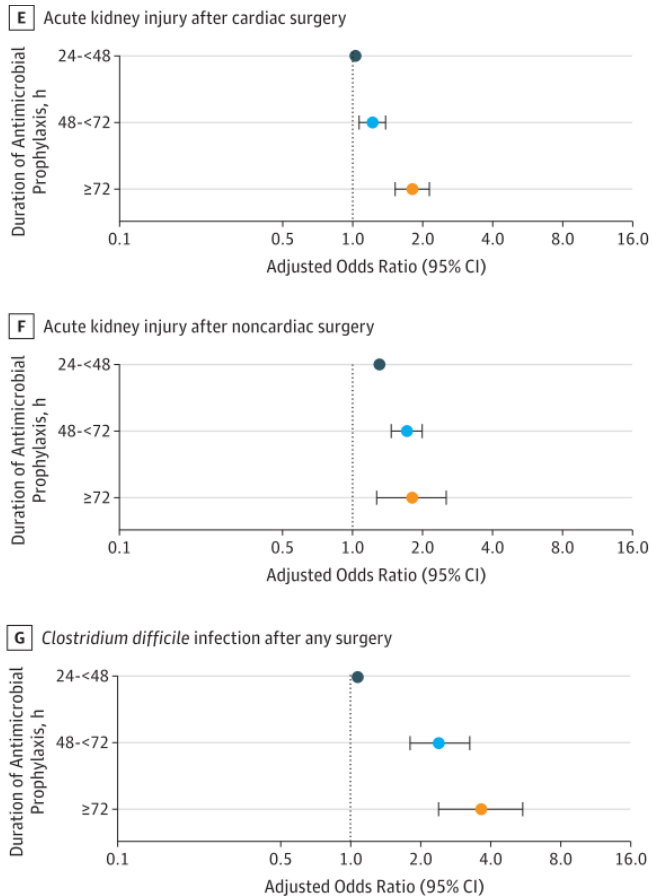 E Acute kidney injury after cardiac surgery
Duration of Antimicrobial
Prophylaxis, h
24-<48
48-<72
≥72
0.1 0.5 1.0 2.0 4.0 8.0 16.0
Adjusted Odds Ratio (95% CI)
F Acute kidney injury after noncardiac surgery
Duration of Antimicrobial
Prophylaxis, h
24-<48
48-<72
≥72
0.1 0.5 1.0 2.0 4.0 8.0 16.0
Adjusted Odds Ratio (95% CI)
G Clostridium difficile infection after any surgery
Duration of Antimicrobial
Prophylaxis, h
24-<48
48-<72
≥72
0.1 0.5 1.0 2.0 4.0 8.0 16.0
Adjusted Odds Ratio (95% CI)